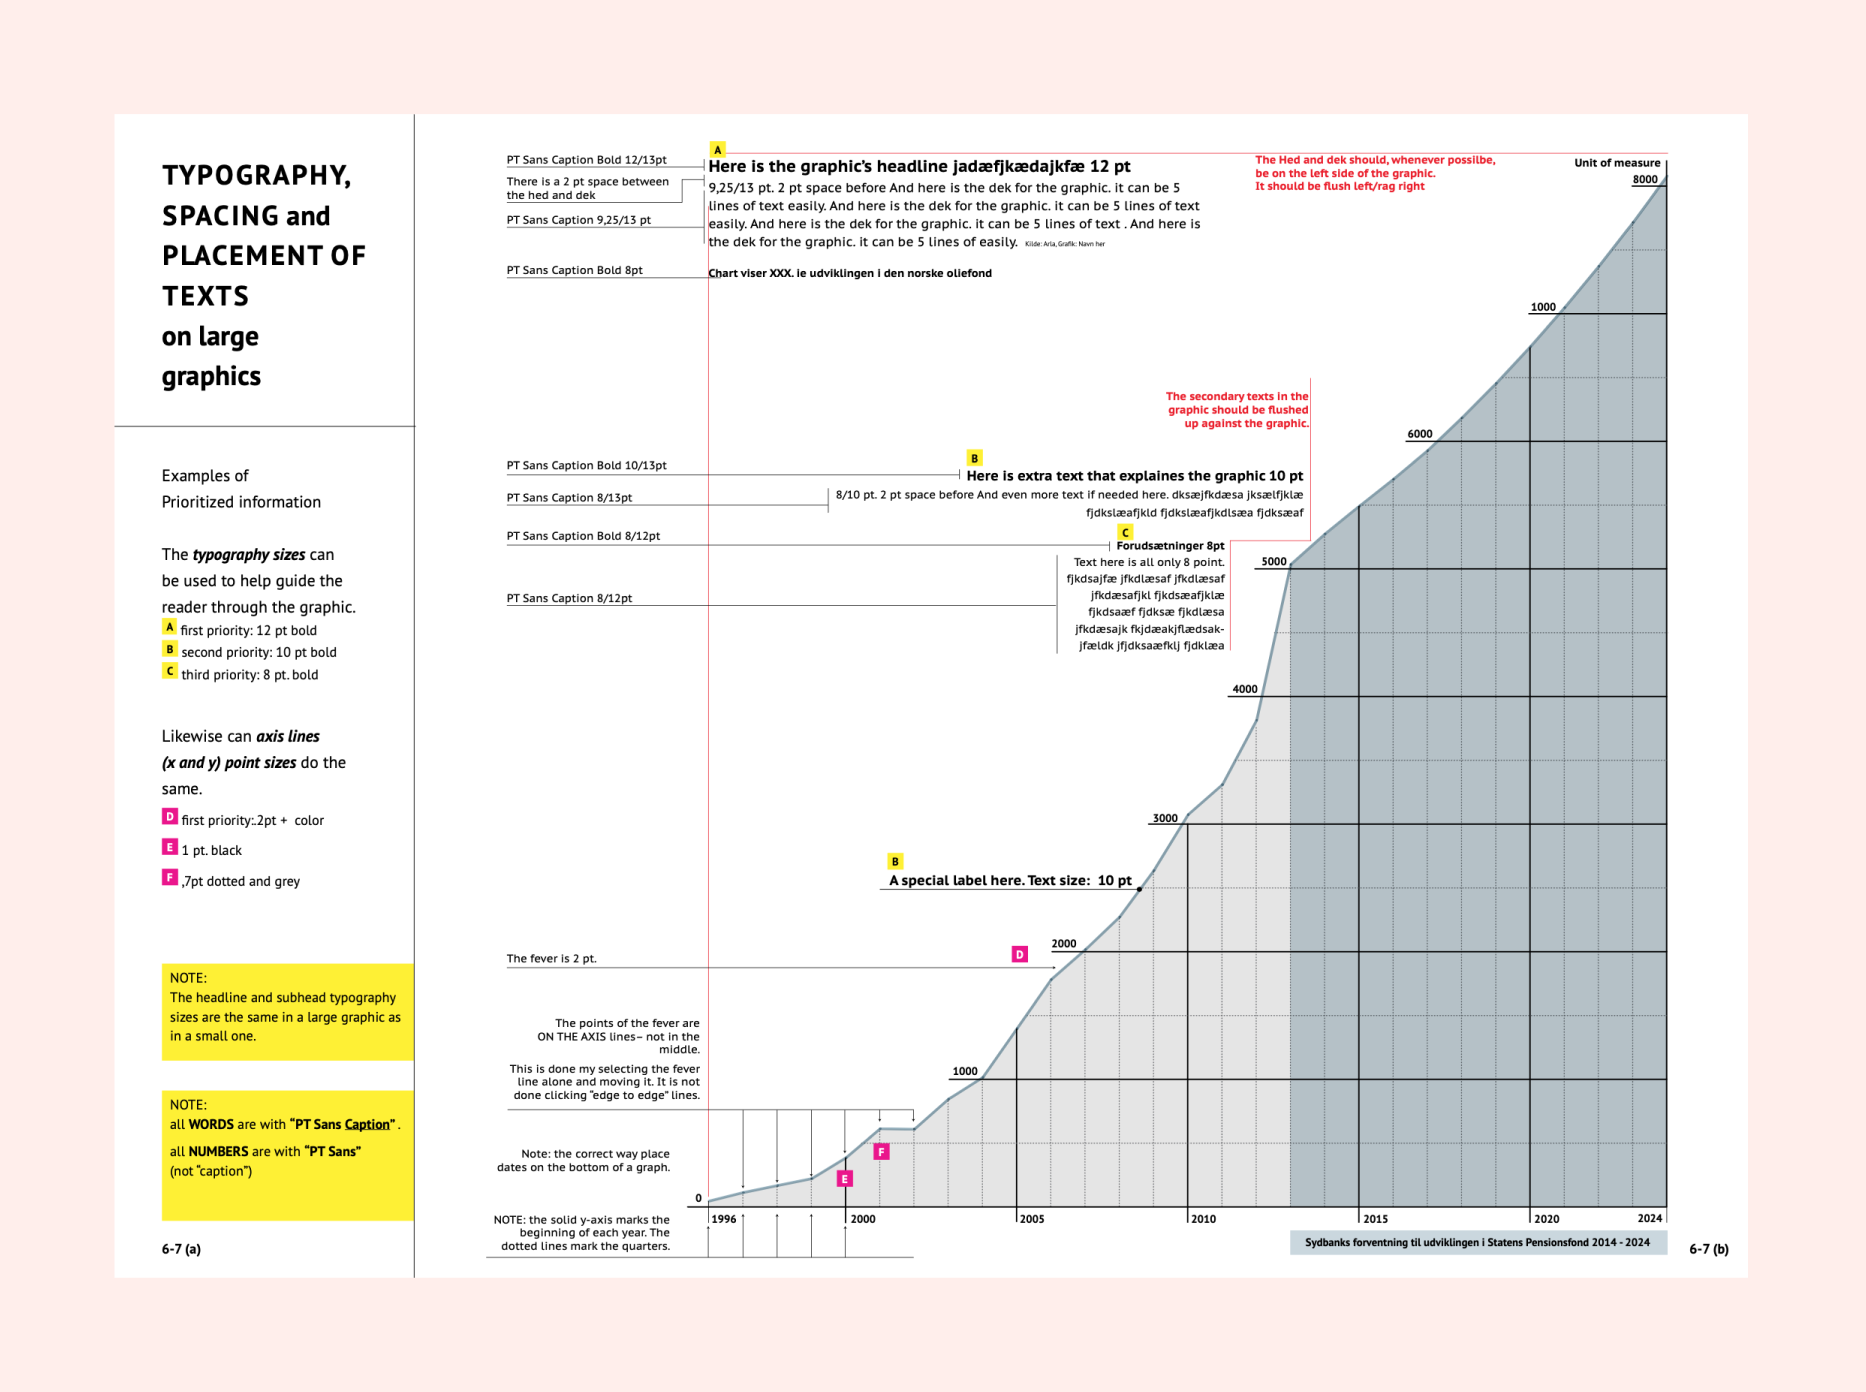 TYPOGRAPHY,
SPACING and
PLACEMENT OF
TEXTS
on large
graphics
Examples of
Prioritized information
The typography sizes can
be used to help guide the
reader through the graphic.
A first priority: 12 pt bold
B second priority: 10 pt bold
C third priority: 8 pt. bold
Likewise can axis lines
(x and y) point sizes do the
same.
D first priority:.2pt + color
E 1 pt. black
F ,7pt dotted and grey
NOTE:
The headline and subhead typography
sizes are the same in a large graphic as
in a small one.
NOTE:
all WORDS are with “PT Sans Caption” .
all NUMBERS are with “PT Sans”
(not “caption”)
6-7 (a)
PT Sans Caption Bold 12/13pt
There is a 2 pt space between
the hed and dek
PT Sans Caption 9,25/13 pt
PT Sans Caption Bold 8pt
A
Here is the graphic’s headline jadæfjkædajkfæ 12 pt
9,25/13 pt. 2 pt space before And here is the dek for the graphic. it can be 5
lines of text easily. And here is the dek for the graphic. it can be 5 lines of text
easily. And here is the dek for the graphic. it can be 5 lines of text . And here is
the dek for the graphic. it can be 5 lines of easily. Kilde: Arla, Grafik: Navn her
Chart viser XXX. ie udviklingen i den norske oliefond
The Hed and dek should, whenever possilbe,
be on the left side of the graphic.
It should be flush left/rag right
Unit of measure
8000
1000
The secondary texts in the
graphic should be flushed
up against the graphic.
6000
PT Sans Caption Bold 10/13pt
B
Here is extra text that explaines the graphic 10 pt
PT Sans Caption 8/13pt
8/10 pt. 2 pt space before And even more text if needed here. dksæjfkdæsa jksælfjklæ
fjdkslæafjkld fjdkslæafjkdlsæa fjdksæaf
PT Sans Caption Bold 8/12pt
C
Forudsætninger 8pt
PT Sans Caption 8/12pt
Text here is all only 8 point.
fjkdsajfæ jfkdlæsaf jfkdlæsaf
jfkdæsafjkl fjkdsæafjklæ
fjkdsaæf fjdksæ fjkdlæsa
jfkdæsajk fkjdæakjflædsak-
jfældk jfjdksaæfklj fjdklæa
5000
4000
3000
B
A special label here. Text size: 10 pt
2000
D
The fever is 2 pt.
The points of the fever are
ON THE AXIS lines– not in the
middle.
This is done my selecting the fever
line alone and moving it. It is not
done clicking “edge to edge” lines.
1000
F
E
Note: the correct way place
dates on the bottom of a graph.
0
NOTE: the solid y-axis marks the
beginning of each year. The
dotted lines mark the quarters.
1996
2000
2005
2010
2015
2020
2024
Sydbanks forventning til udviklingen i Statens Pensionsfond 2014 - 2024
6-7 (b)